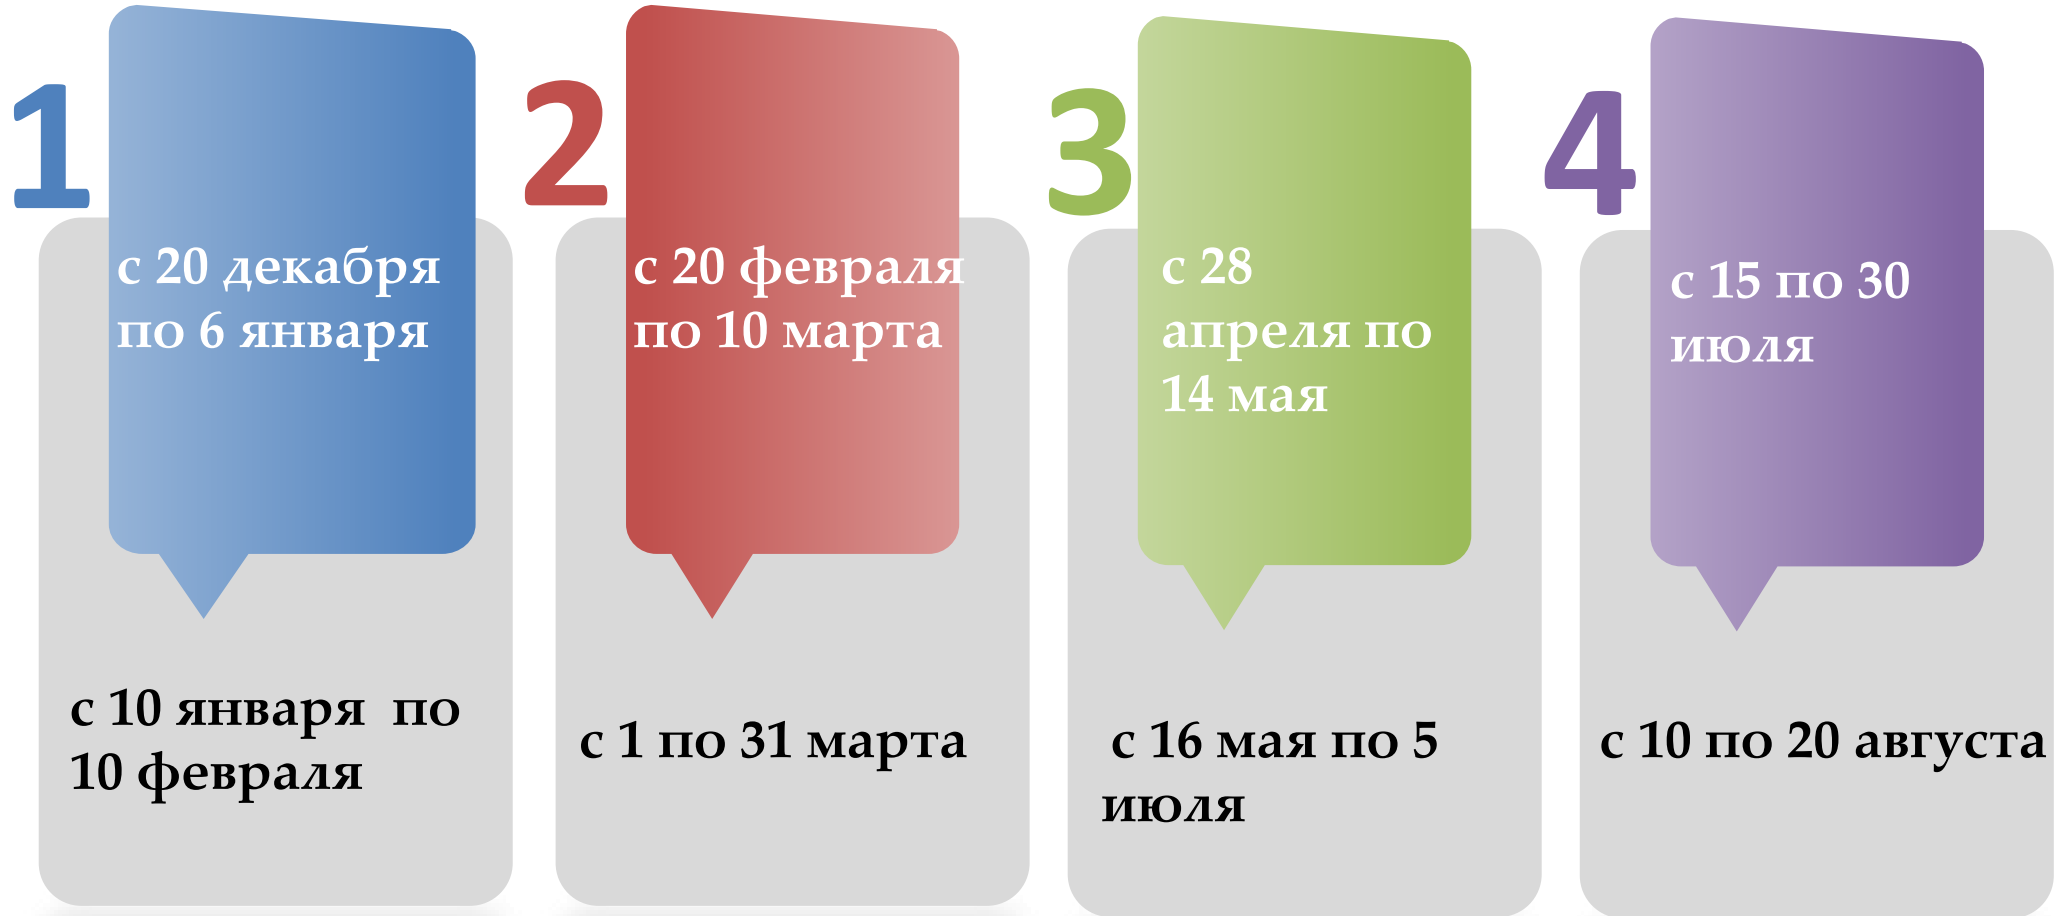 1
с 20 декабря
по 6 января
с 10 января  по
10 февраля
2
с 20 февраля
по 10 марта
с 1 по 31 марта
3
с 28
апреля по
14 мая
с 16 мая по 5
июля
4
с 15 по 30
июля
с 10 по 20 августа